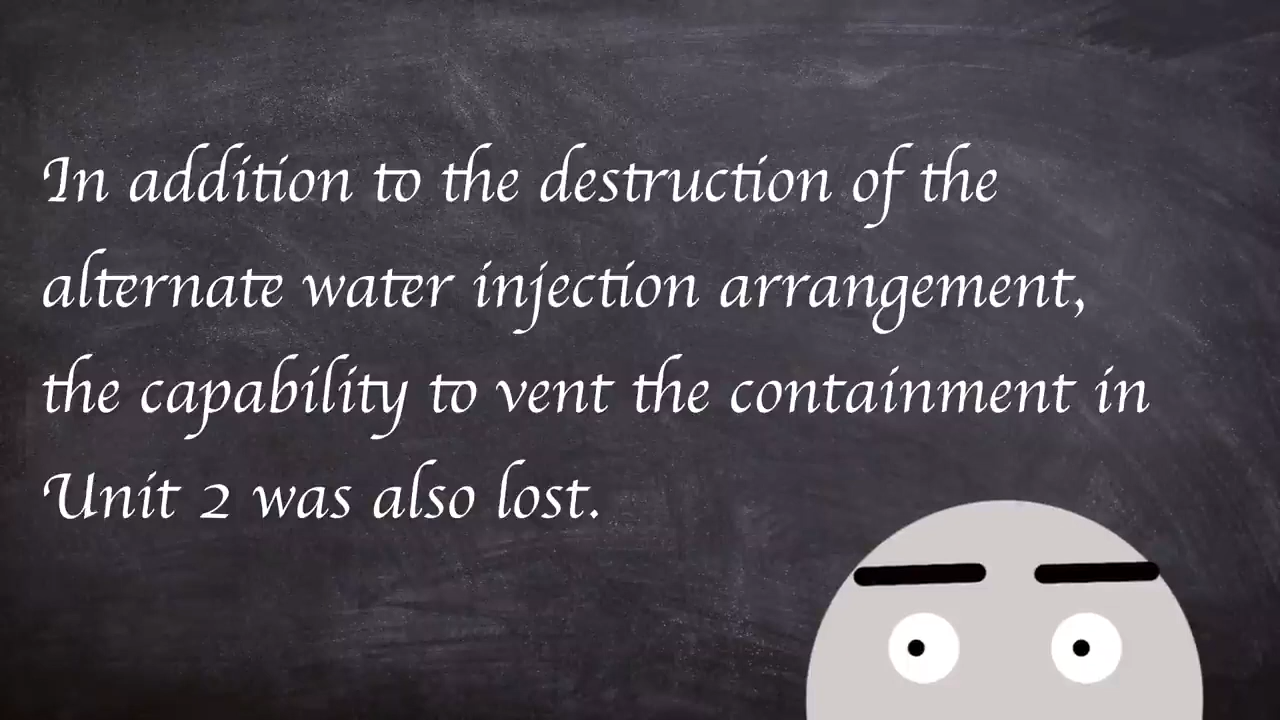 In addition to the destruction of the
alternate water injection arrangement,
the capability to vent the containment in
Unit 2 was also lost.